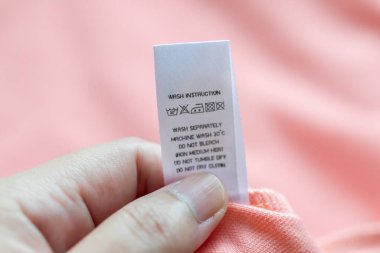 WASH INSTRUCTION
WASH SEPARATELY
MACHINE WASH 30°C
DO NOT BLEACH
IRON MEDIUM HEAT
DO NOT TUMBLE DRY
DO NOT DRY CLEAN